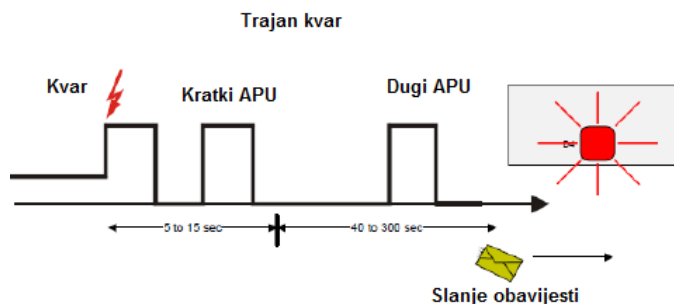 Trajan kvar
Kvar
Kratki APU
Dugi APU
5 to 15 sec
40 to 300 sec
Slanje obavijesti